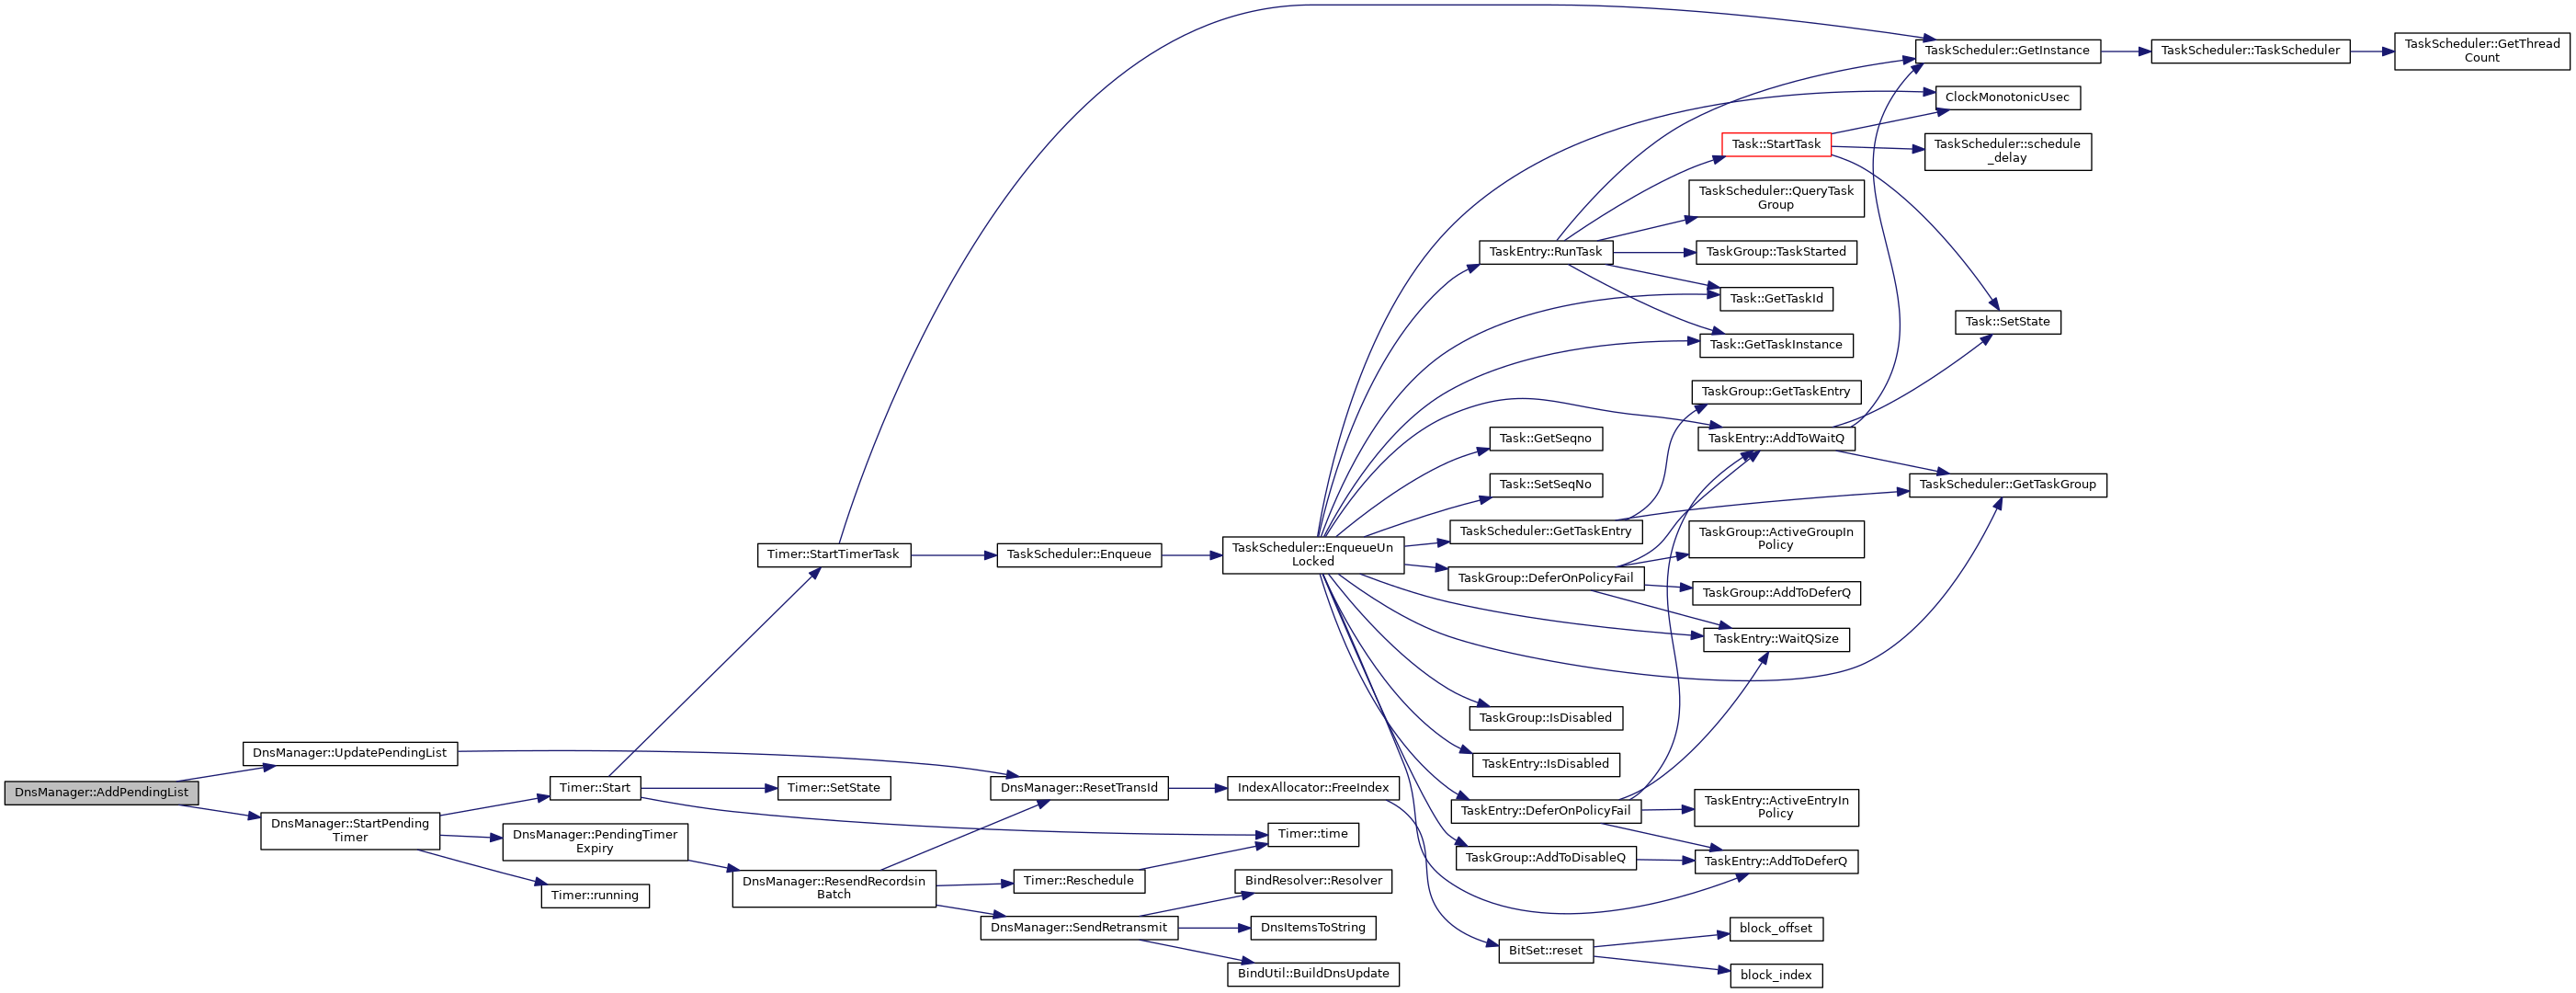 DnsManager::AddPendingList
DnsManager::UpdatePendingList
DnsManager::StartPending
Timer
Timer::Start
DnsManager::PendingTimer
Expiry
Timer::running
Timer::StartTimerTask
Timer::SetState
DnsManager::ResendRecordsin
Batch
TaskScheduler::Enqueue
DnsManager::ResetTransId
Timer::Reschedule
DnsManager::SendRetransmit
TaskScheduler::EnqueueUn
Locked
IndexAllocator::FreeIndex
Timer::time
BindResolver::Resolver
DnsItemsToString
BindUtil::BuildDnsUpdate
TaskEntry::RunTask
Task::GetSeqno
Task::SetSeqNo
TaskScheduler::GetTaskEntry
TaskGroup::DeferOnPolicyFail
TaskGroup::IsDisabled
TaskEntry::IsDisabled
TaskEntry::DeferOnPolicyFail
TaskGroup::AddToDisableQ
BitSet::reset
Task::StartTask
TaskScheduler::QueryTask
Group
TaskGroup::TaskStarted
Task::GetTaskId
Task::GetTaskInstance
TaskGroup::GetTaskEntry
TaskEntry::AddToWaitQ
TaskGroup::ActiveGroupIn
Policy
TaskGroup::AddToDeferQ
TaskEntry::WaitQSize
TaskEntry::ActiveEntryIn
Policy
TaskEntry::AddToDeferQ
block_offset
block_index
TaskScheduler::GetInstance
ClockMonotonicUsec
TaskScheduler::schedule
_delay
Task::SetState
TaskScheduler::GetTaskGroup
TaskScheduler::TaskScheduler
TaskScheduler::GetThread
Count